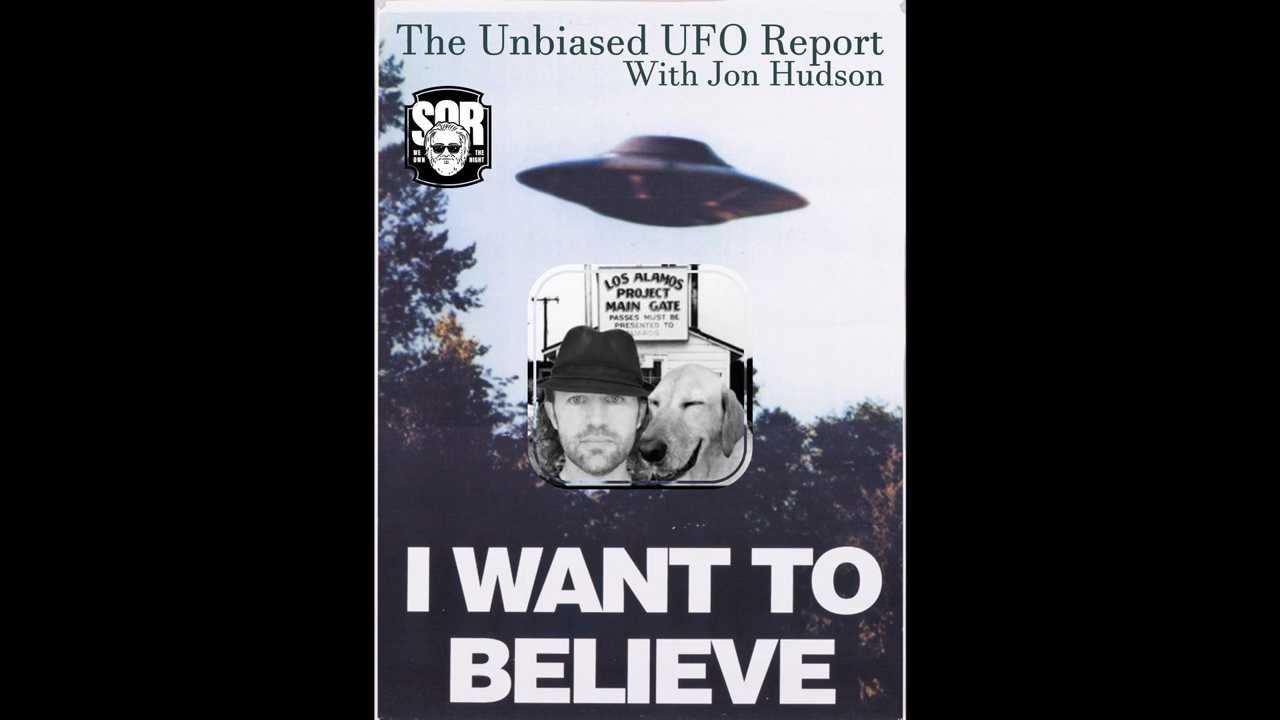 The Unbiased UFO Report
With Jon Hudson
SOR
WE OWN THE NIGHT
LOS ALAMOS
PROJECT
MAIN GATE
PASSES MUST BE
PRESENTED TO
GUARDS
I WANT TO
BELIEVE